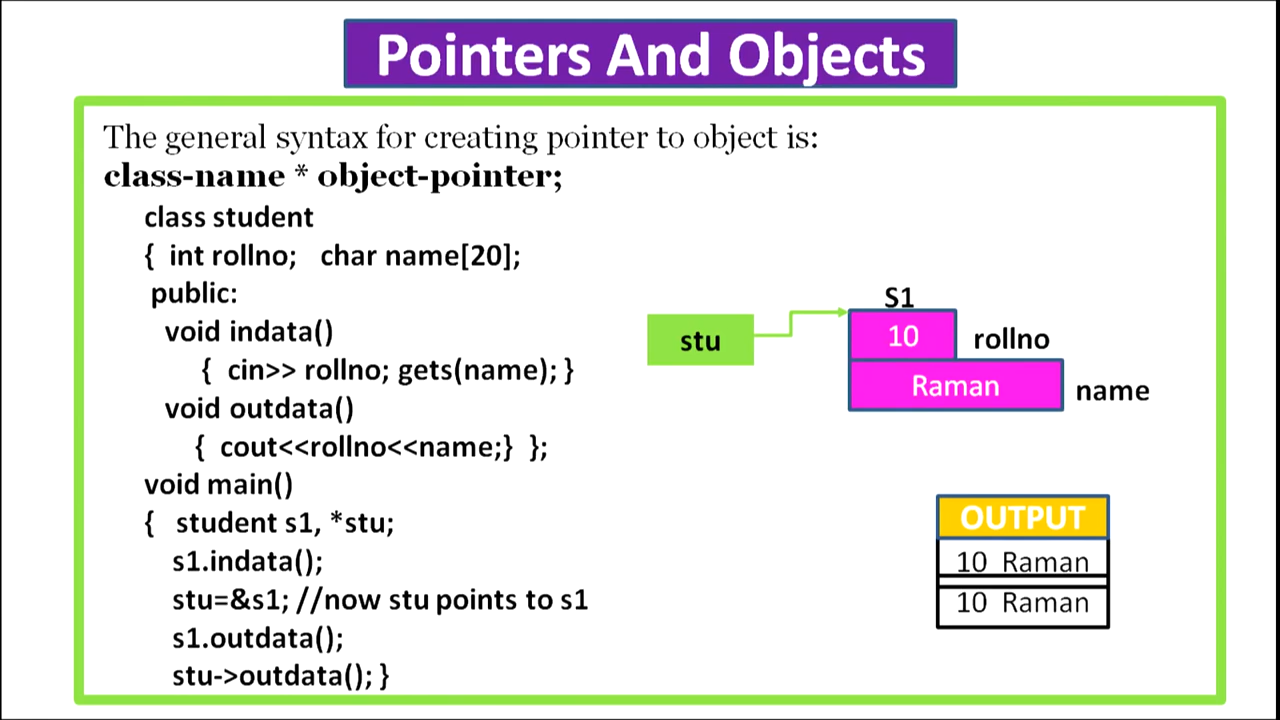 Pointers And Objects
The general syntax for creating pointer to object is:
class-name * object-pointer;
class student
{ int rollno; char name[20];
public:
void indata()
{ cin>> rollno; gets(name); }
void outdata()
{ cout<<rollno<<name;} };
void main()
{ student s1, *stu;
s1.indata();
stu=&s1; //now stu points to s1
s1.outdata();
stu->outdata(); }
stu
S1
10
rollno
Raman
name
OUTPUT
10 Raman
10 Raman